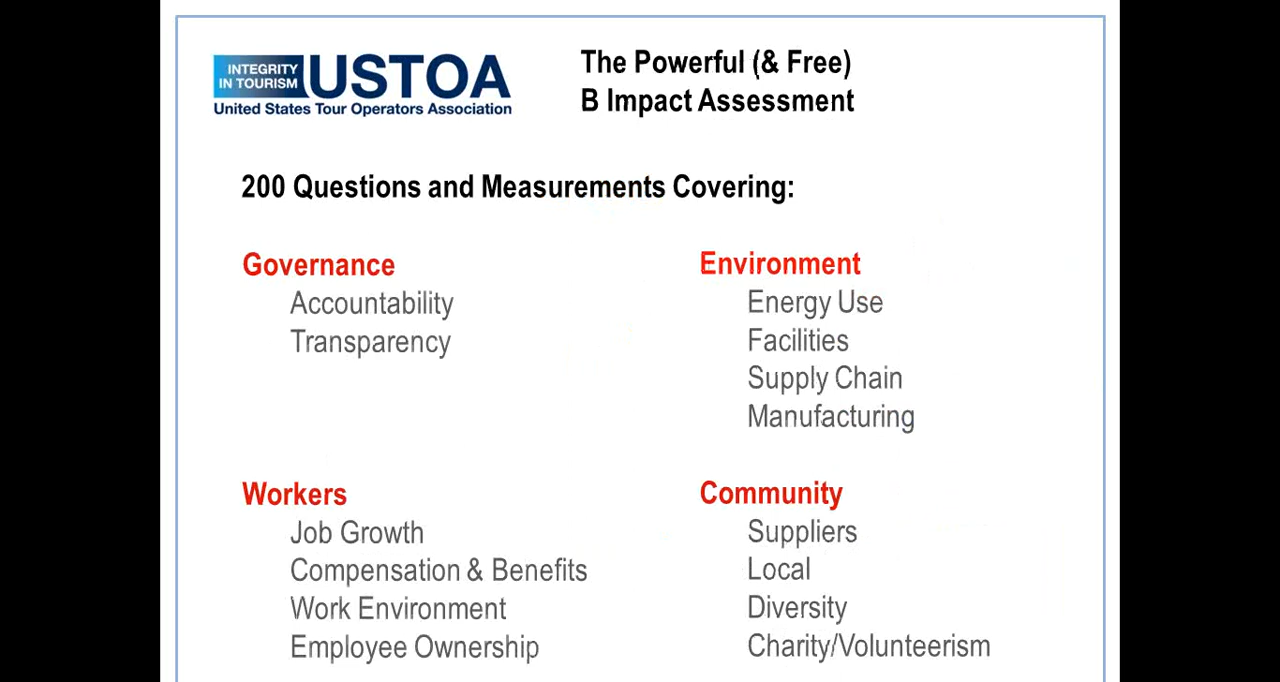 INTEGRITY
IN TOURISM
USTOA
United States Tour Operators Association
The Powerful (& Free)
B Impact Assessment
200 Questions and Measurements Covering:
Governance
Accountability
Transparency
Environment
Energy Use
Facilities
Supply Chain
Manufacturing
Workers
Job Growth
Compensation & Benefits
Work Environment
Employee Ownership
Community
Suppliers
Local
Diversity
Charity/Volunteerism